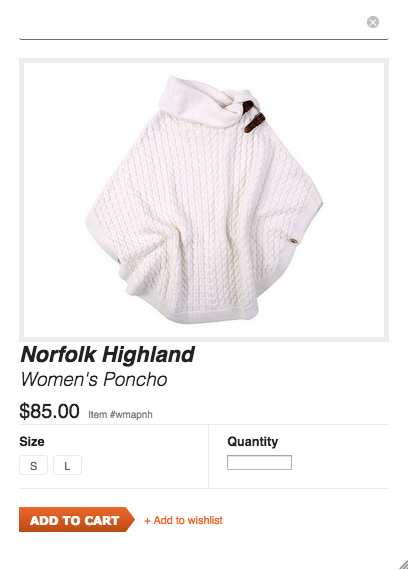 Norfolk Highland
Women's Poncho
$85.00 Item #wmapnh
Size
Quantity
S L
ADD TO CART + Add to wishlist